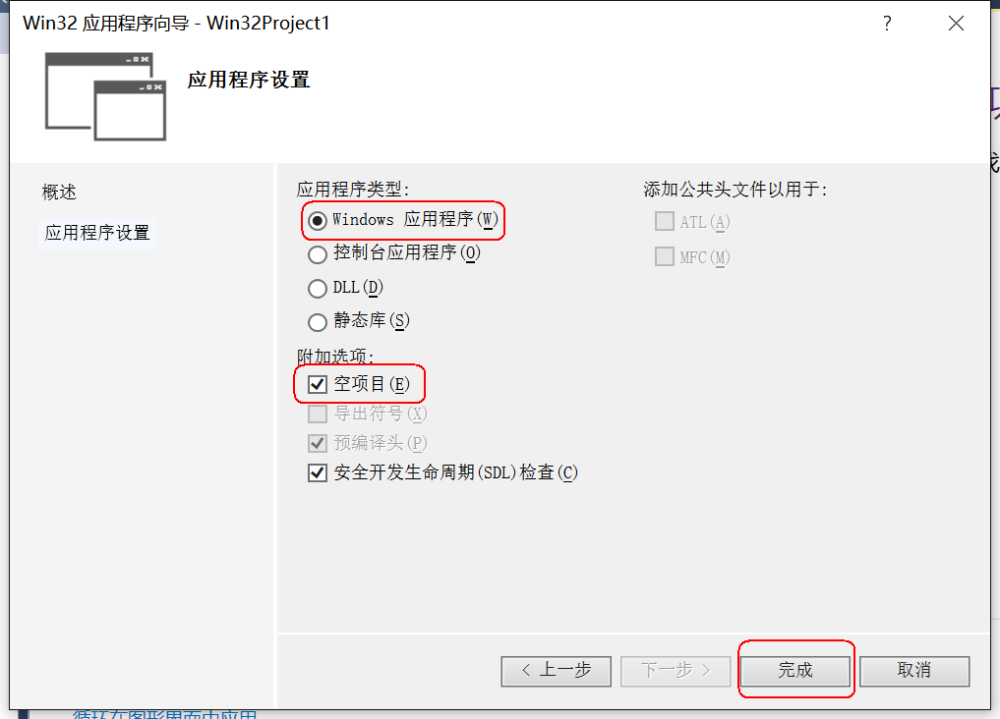 Win32 应用程序向导 - Win32Project1
?
应用程序设置
概述
应用程序设置
应用程序类型:
Windows 应用程序(W)
控制台应用程序(O)
DLL(D)
静态库(S)
附加选项:
空项目(E)
导出符号(X)
预编译头(P)
安全开发生命周期(SDL)检查(C)
添加公共头文件以用于:
ATL(A)
MFC(M)
< 上一步
下一步 >
完成
取消